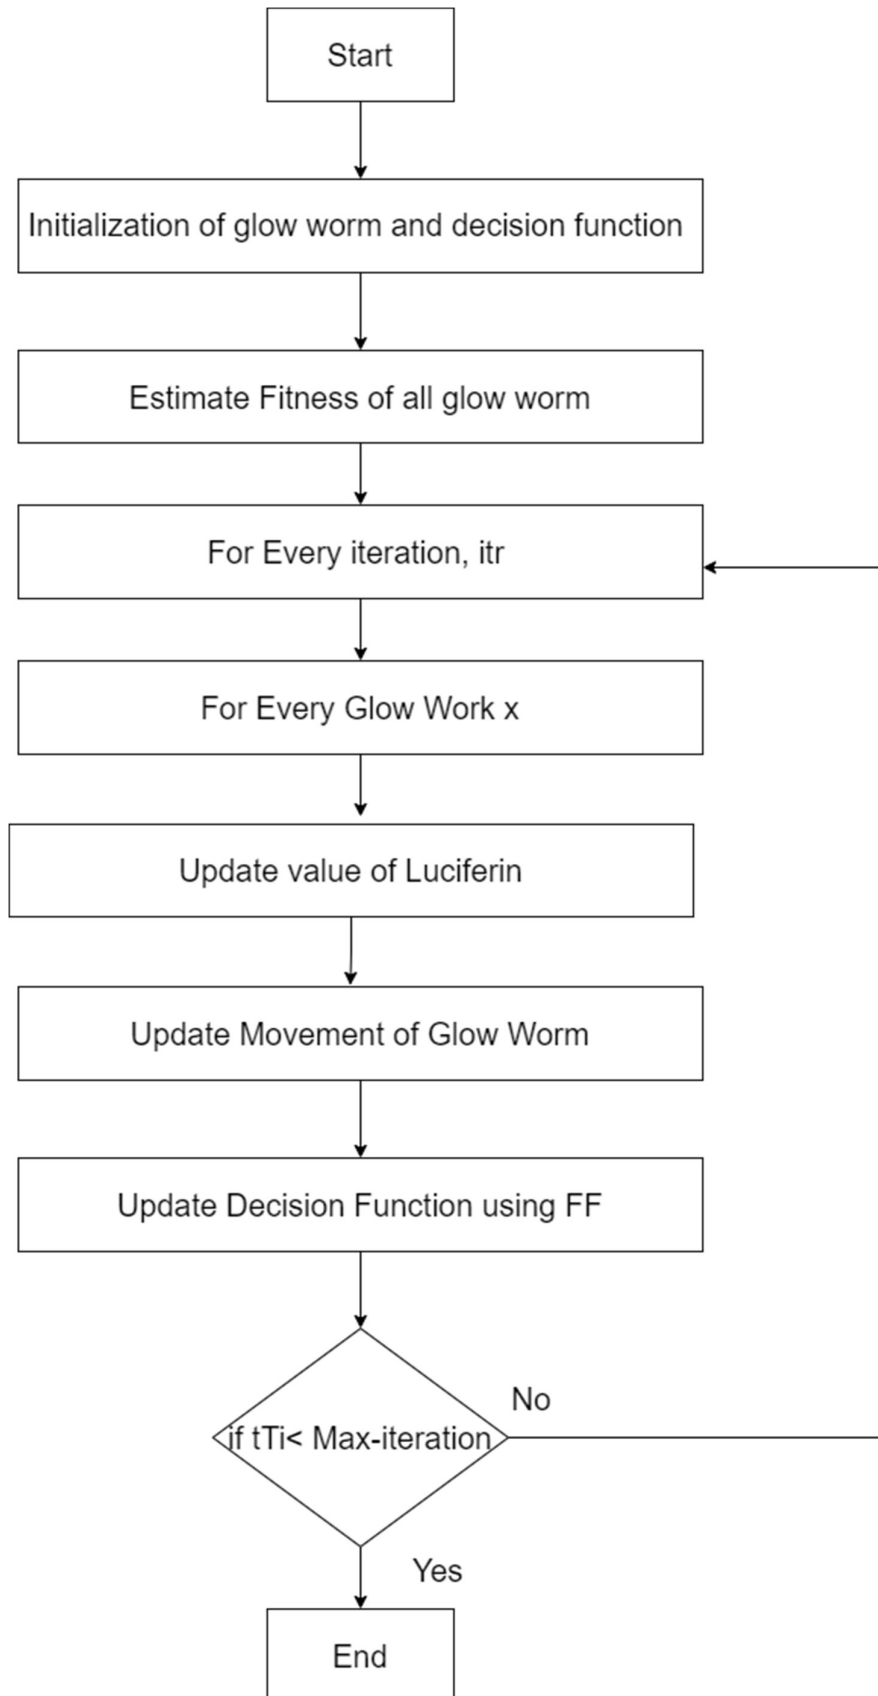 Start
Initialization of glow worm and decision function
Estimate Fitness of all glow worm
For Every iteration, itr
For Every Glow Work x
Update value of Luciferin
Update Movement of Glow Worm
Update Decision Function using FF
No
if tTi< Max-iteration
Yes
End